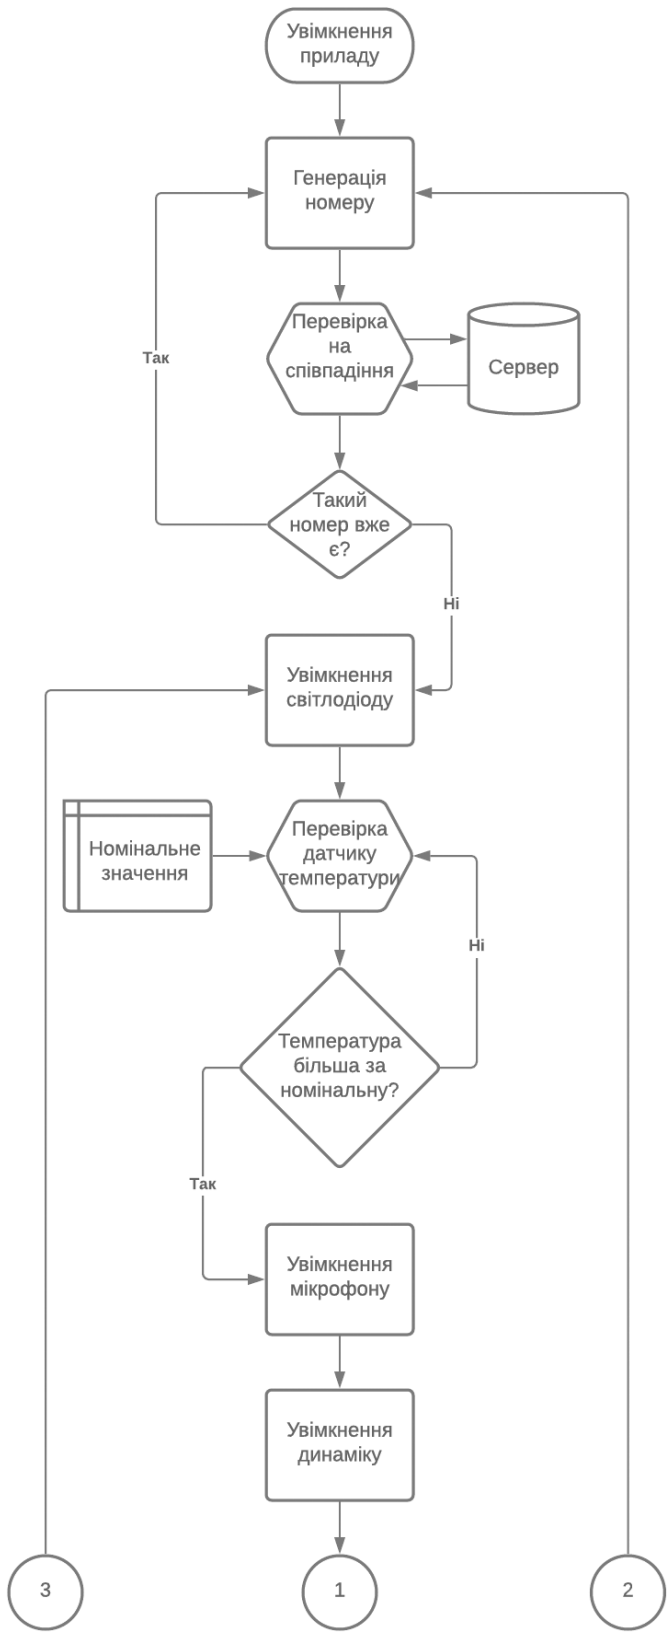 Увімкнення
приладу
Генерація
номеру
Перевірка
на
співпадіння
Сервер
Так
Такий
номер вже
є?
Ні
Увімкнення
світлодіоду
Номінальне
значення
Перевірка
датчику
температури
Ні
Температура
більша за
номінальну?
Так
Увімкнення
мікрофону
Увімкнення
динаміку
3
1
2